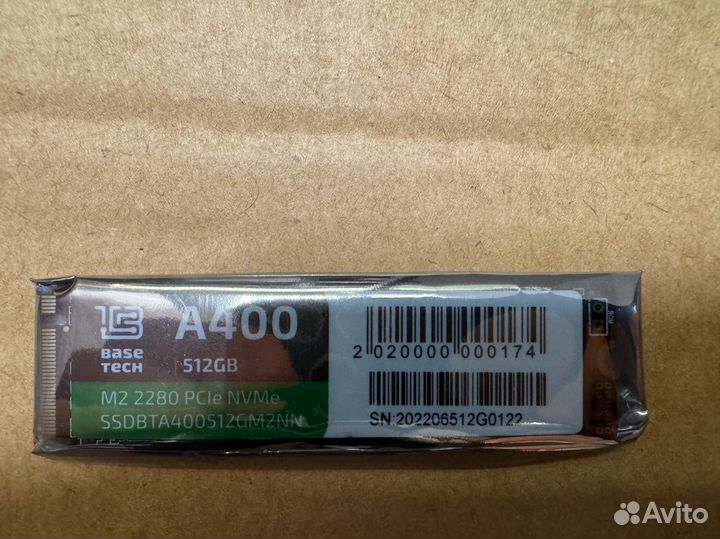 BASE TECH
A400
512GB
M2 2280 PCIe NVMe
SSDBTA400512GM2NN
2 020000 000174
SN:202206512G0122
Avito